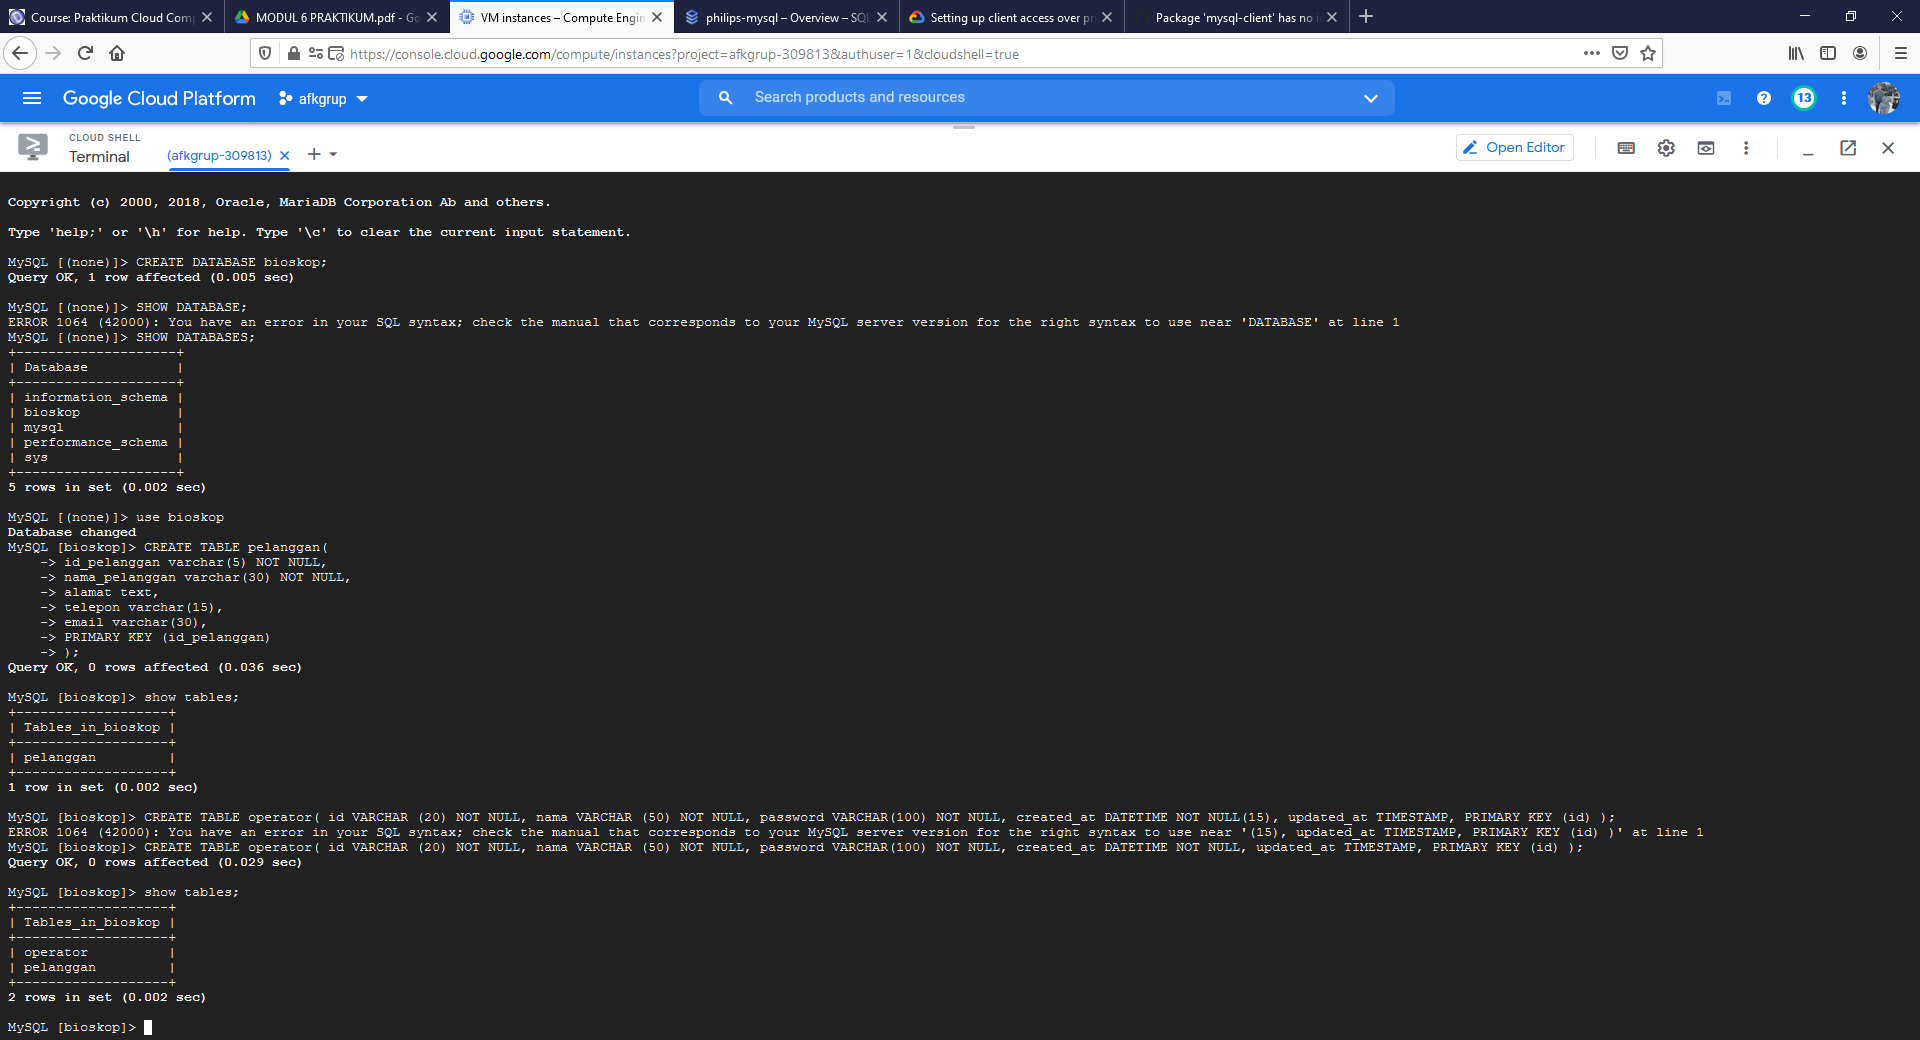 Course: Praktikum Cloud Com
MODUL 6 PRAKTIKUM.pdf - Go
VM instances – Compute Engin
philips-mysql – Overview – SQL
Setting up client access over pr
Package 'mysql-client' has no i
https://console.cloud.google.com/compute/instances?project=afkgrup-309813&authuser=1&cloudshell=true
Google Cloud Platform
afkgrup
Search products and resources
13
CLOUD SHELL
Terminal
(afkgrup-309813)
Open Editor
Copyright (c) 2000, 2018, Oracle, MariaDB Corporation Ab and others.
Type 'help;' or '\h' for help. Type '\c' to clear the current input statement.
MySQL [(none)]> CREATE DATABASE bioskop;
Query OK, 1 row affected (0.005 sec)
MySQL [(none)]> SHOW DATABASE;
ERROR 1064 (42000): You have an error in your SQL syntax; check the manual that corresponds to your MySQL server version for the right syntax to use near 'DATABASE' at line 1
MySQL [(none)]> SHOW DATABASES;
+--------------------+
| Database           |
+--------------------+
| information_schema |
| bioskop            |
| mysql              |
| performance_schema |
| sys                |
+--------------------+
5 rows in set (0.002 sec)
MySQL [(none)]> use bioskop
Database changed
MySQL [bioskop]> CREATE TABLE pelanggan(
    -> id_pelanggan varchar(5) NOT NULL,
    -> nama_pelanggan varchar(30) NOT NULL,
    -> alamat text,
    -> telepon varchar(15),
    -> email varchar(30),
    -> PRIMARY KEY (id_pelanggan)
    -> );
Query OK, 0 rows affected (0.036 sec)
MySQL [bioskop]> show tables;
+-------------------+
| Tables_in_bioskop |
+-------------------+
| pelanggan         |
+-------------------+
1 row in set (0.002 sec)
MySQL [bioskop]> CREATE TABLE operator( id VARCHAR (20) NOT NULL, nama VARCHAR (50) NOT NULL, password VARCHAR(100) NOT NULL, created_at DATETIME NOT NULL(15), updated_at TIMESTAMP, PRIMARY KEY (id) );
ERROR 1064 (42000): You have an error in your SQL syntax; check the manual that corresponds to your MySQL server version for the right syntax to use near '(15), updated_at TIMESTAMP, PRIMARY KEY (id) )' at line 1
MySQL [bioskop]> CREATE TABLE operator( id VARCHAR (20) NOT NULL, nama VARCHAR (50) NOT NULL, password VARCHAR(100) NOT NULL, created_at DATETIME NOT NULL, updated_at TIMESTAMP, PRIMARY KEY (id) );
Query OK, 0 rows affected (0.029 sec)
MySQL [bioskop]> show tables;
+-------------------+
| Tables_in_bioskop |
+-------------------+
| operator          |
| pelanggan         |
+-------------------+
2 rows in set (0.002 sec)
MySQL [bioskop]>